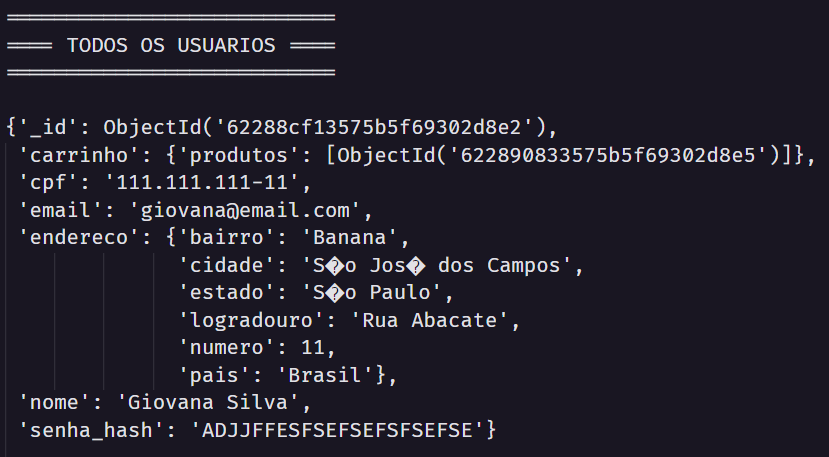 ═════════════════════════════════
════ TODOS OS USUARIOS ════
═════════════════════════════════
{'_id': ObjectId('62288cf13575b5f69302d8e2'),
'carrinho': {'produtos': [ObjectId('622890833575b5f69302d8e5')]},
'cpf': '111.111.111-11',
'email': 'giovana@email.com',
'endereco': {'bairro': 'Banana',
'cidade': 'S�o Jos� dos Campos',
'estado': 'S�o Paulo',
'logradouro': 'Rua Abacate',
'numero': 11,
'pais': 'Brasil'},
'nome': 'Giovana Silva',
'senha_hash': 'ADJJFFESFSEFSEFSFSEFSE'}